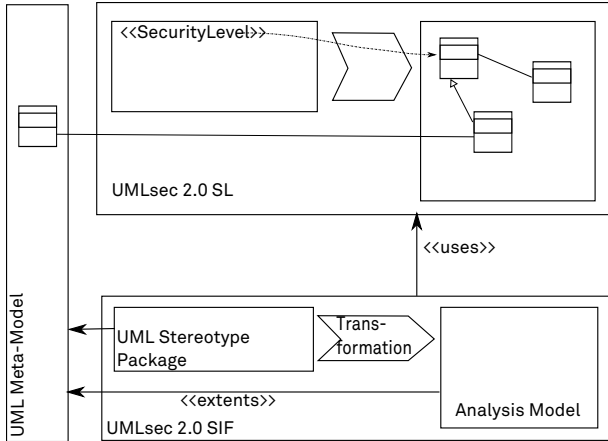 <<SecurityLevel>>
UMLsec 2.0 SL
<<uses>>
UML Meta-Model
UML Stereotype
Package
Trans-
formation
<<extents>>
Analysis Model
UMLsec 2.0 SIF